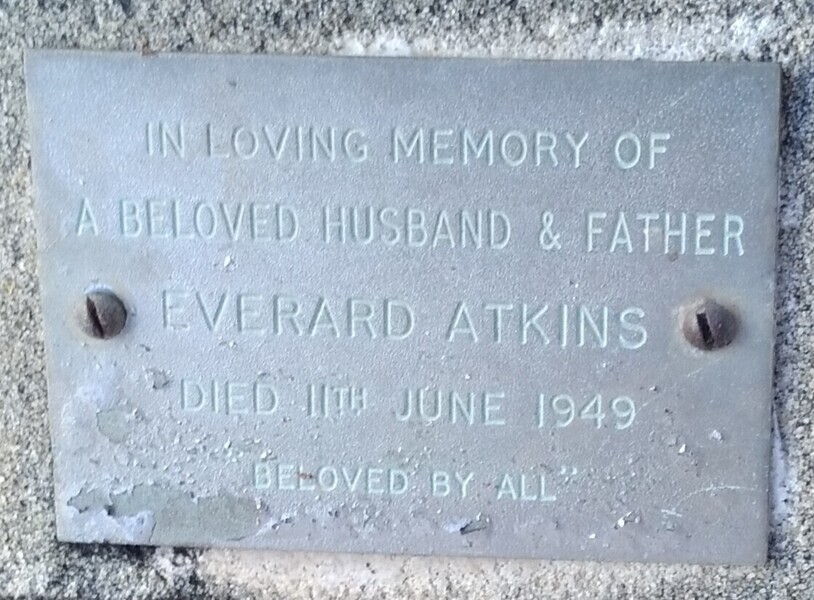 IN LOVING MEMORY OF
A BELOVED HUSBAND & FATHER
EVERARD ATKINS
DIED 11TH JUNE 1949
"BELOVED BY ALL"